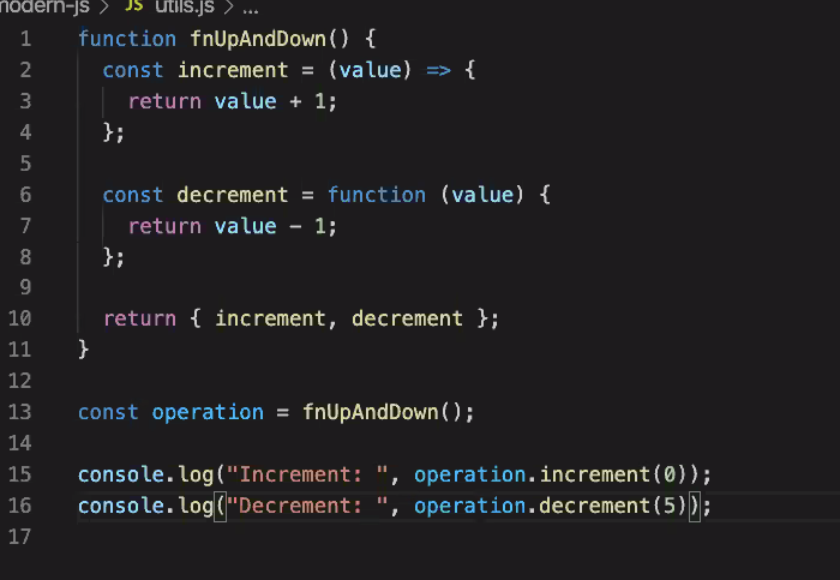 modern-js > JS utils.js > ...
1 function fnUpAndDown() {
2 const increment = (value) => {
3 return value + 1;
4 };
5
6 const decrement = function (value) {
7 return value - 1;
8 };
9
10 return { increment, decrement };
11 }
12
13 const operation = fnUpAndDown();
14
15 console.log("Increment: ", operation.increment(0));
16 console.log("Decrement: ", operation.decrement(5));
17